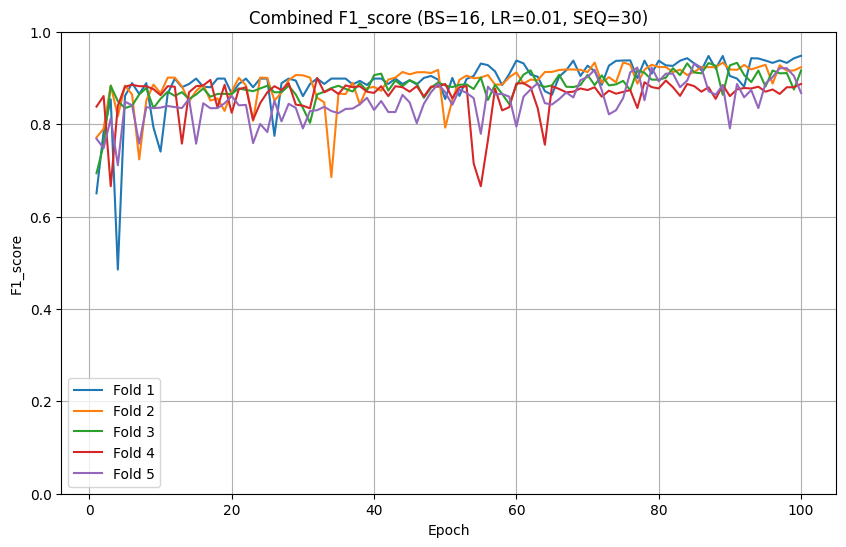 Combined F1_score (BS=16, LR=0.01, SEQ=30)
1.0
0.8
0.6
0.4
0.2
0.0
F1_score
Fold 1
Fold 2
Fold 3
Fold 4
Fold 5
0 20 40 60 80 100
Epoch